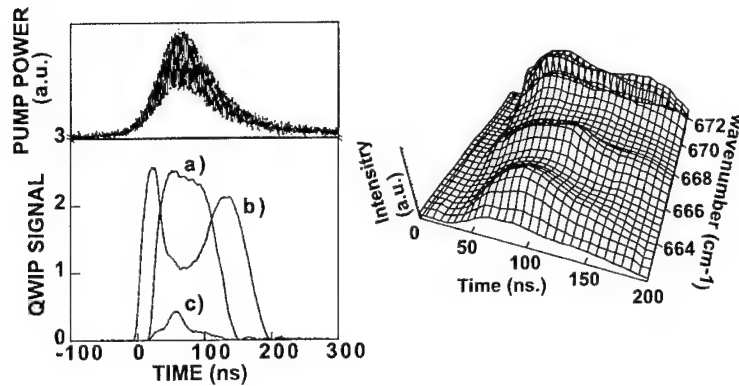 PUMP POWER
(a.u.)
3
2
1
0
QWIP SIGNAL
a)
b)
c)
-100
0
100
200
300
TIME (ns)
Intensitry
(a.u.)
0
50
100
150
200
Time (ns.)
672
670
668
666
664
wavenumber (cm-1)